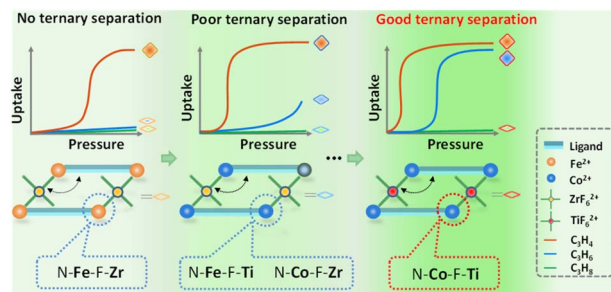 No ternary separation
Poor ternary separation
Good ternary separation
Uptake
Pressure
Uptake
Pressure
Uptake
Pressure
...
=
=
=
N-Fe-F-Zr
N-Fe-F-Ti N-Co-F-Zr
N-Co-F-Ti
Ligand
Fe²⁺
Co²⁺
ZrF₆²⁺
TiF₆²⁺
C₃H₄
C₃H₆
C₃H₈